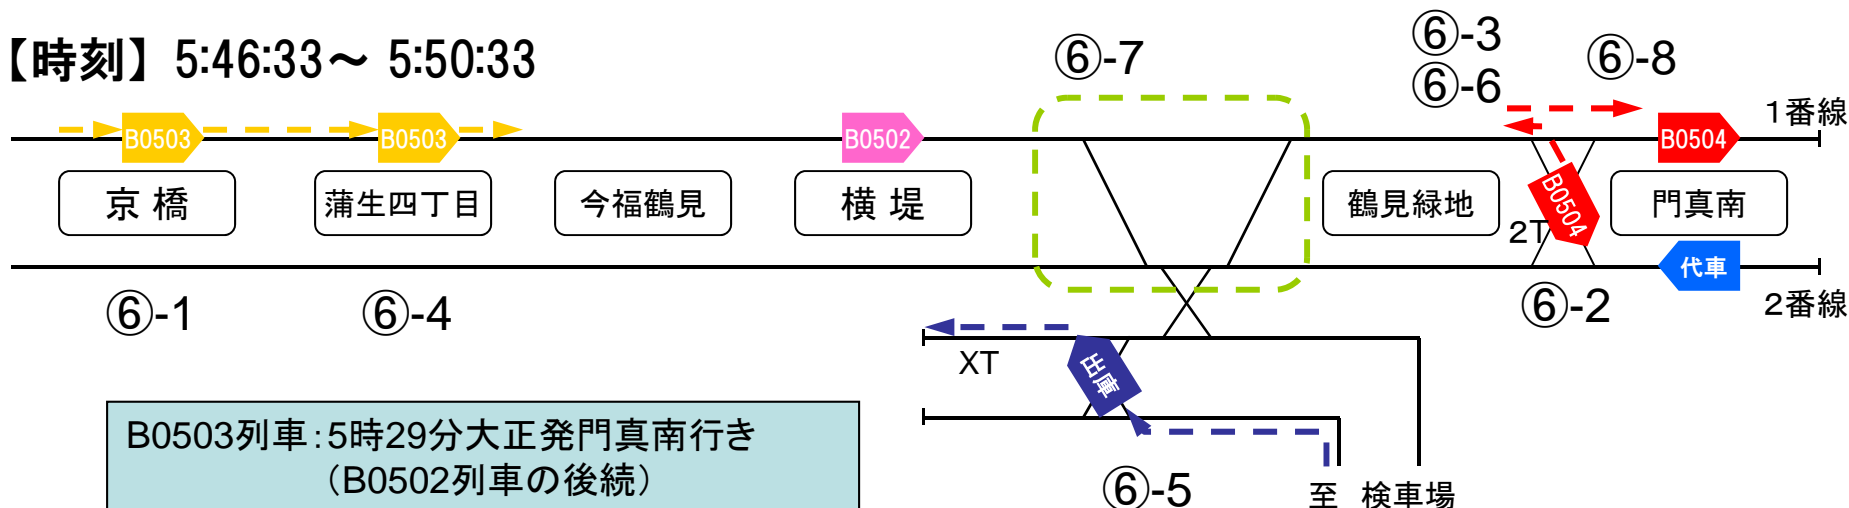 【時刻】 5:46:33～ 5:50:33
⑥-7
⑥-3
⑥-6
⑥-8
1番線
B0503
B0503
B0502
B0504
京 橋
蒲生四丁目
今福鶴見
横 堤
鶴見緑地
B0504
2T
門真南
代車
2番線
⑥-1
⑥-4
⑥-2
XT
出庫
⑥-5
至 検車場
B0503列車：5時29分大正発門真南行き
（B0502列車の後続）